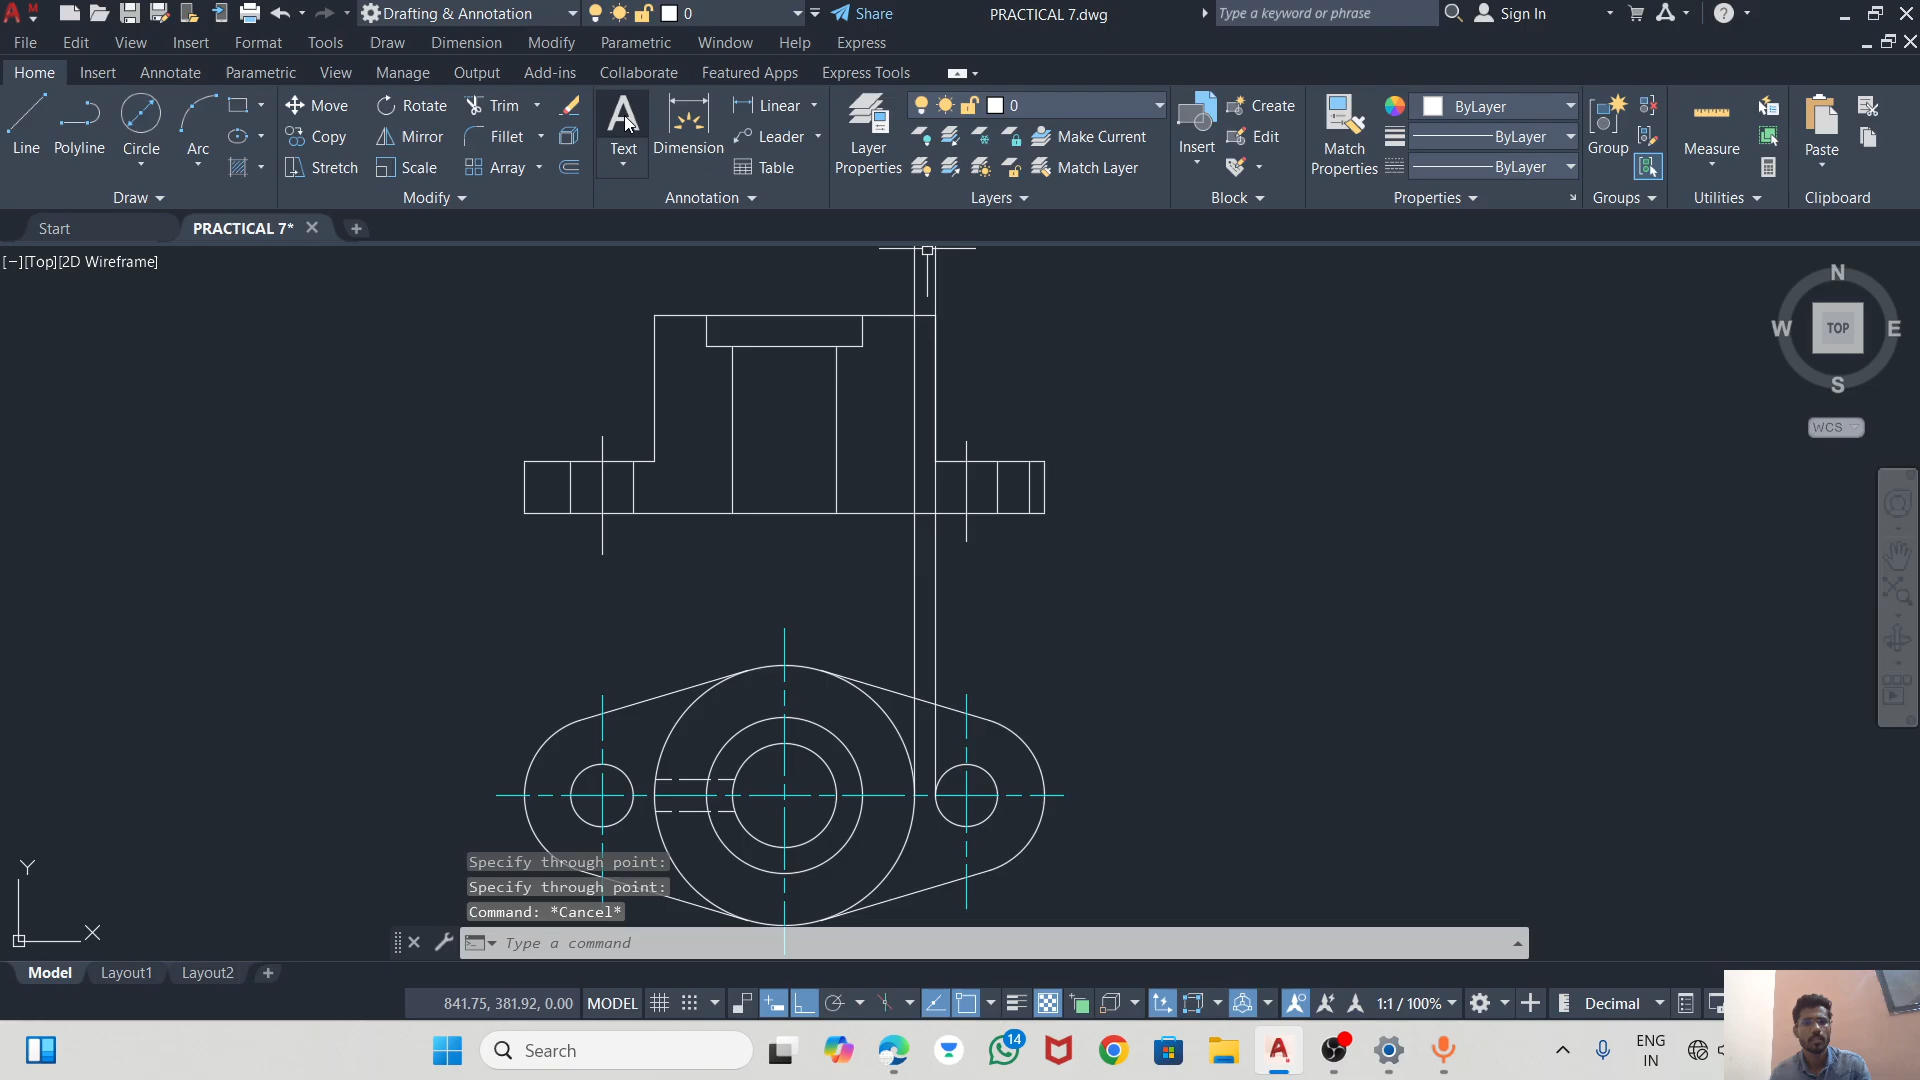 Drafting & Annotation
0
Share
PRACTICAL 7.dwg
Type a keyword or phrase
Sign In
File Edit View Insert Format Tools Draw Dimension Modify Parametric Window Help Express
Home Insert Annotate Parametric View Manage Output Add-ins Collaborate Featured Apps Express Tools
Line Polyline Circle Arc
Move Rotate Trim
Copy Mirror Fillet
Stretch Scale Array
Text Dimension
Linear
Leader
Table
Layer Properties
0
Make Current
Match Layer
Insert
Create
Edit
Match Properties
ByLayer
ByLayer
ByLayer
Group
Measure
Paste
Draw Modify Annotation Layers Block Properties Groups Utilities Clipboard
Start PRACTICAL 7*
[−][Top][2D Wireframe]
N
W TOP E
S
WCS
Y
X
Specify through point:
Specify through point:
Command: *Cancel*
Type a command
Model Layout1 Layout2
841.75, 381.92, 0.00 MODEL 1:1 / 100% Decimal
Search
14
ENG
IN